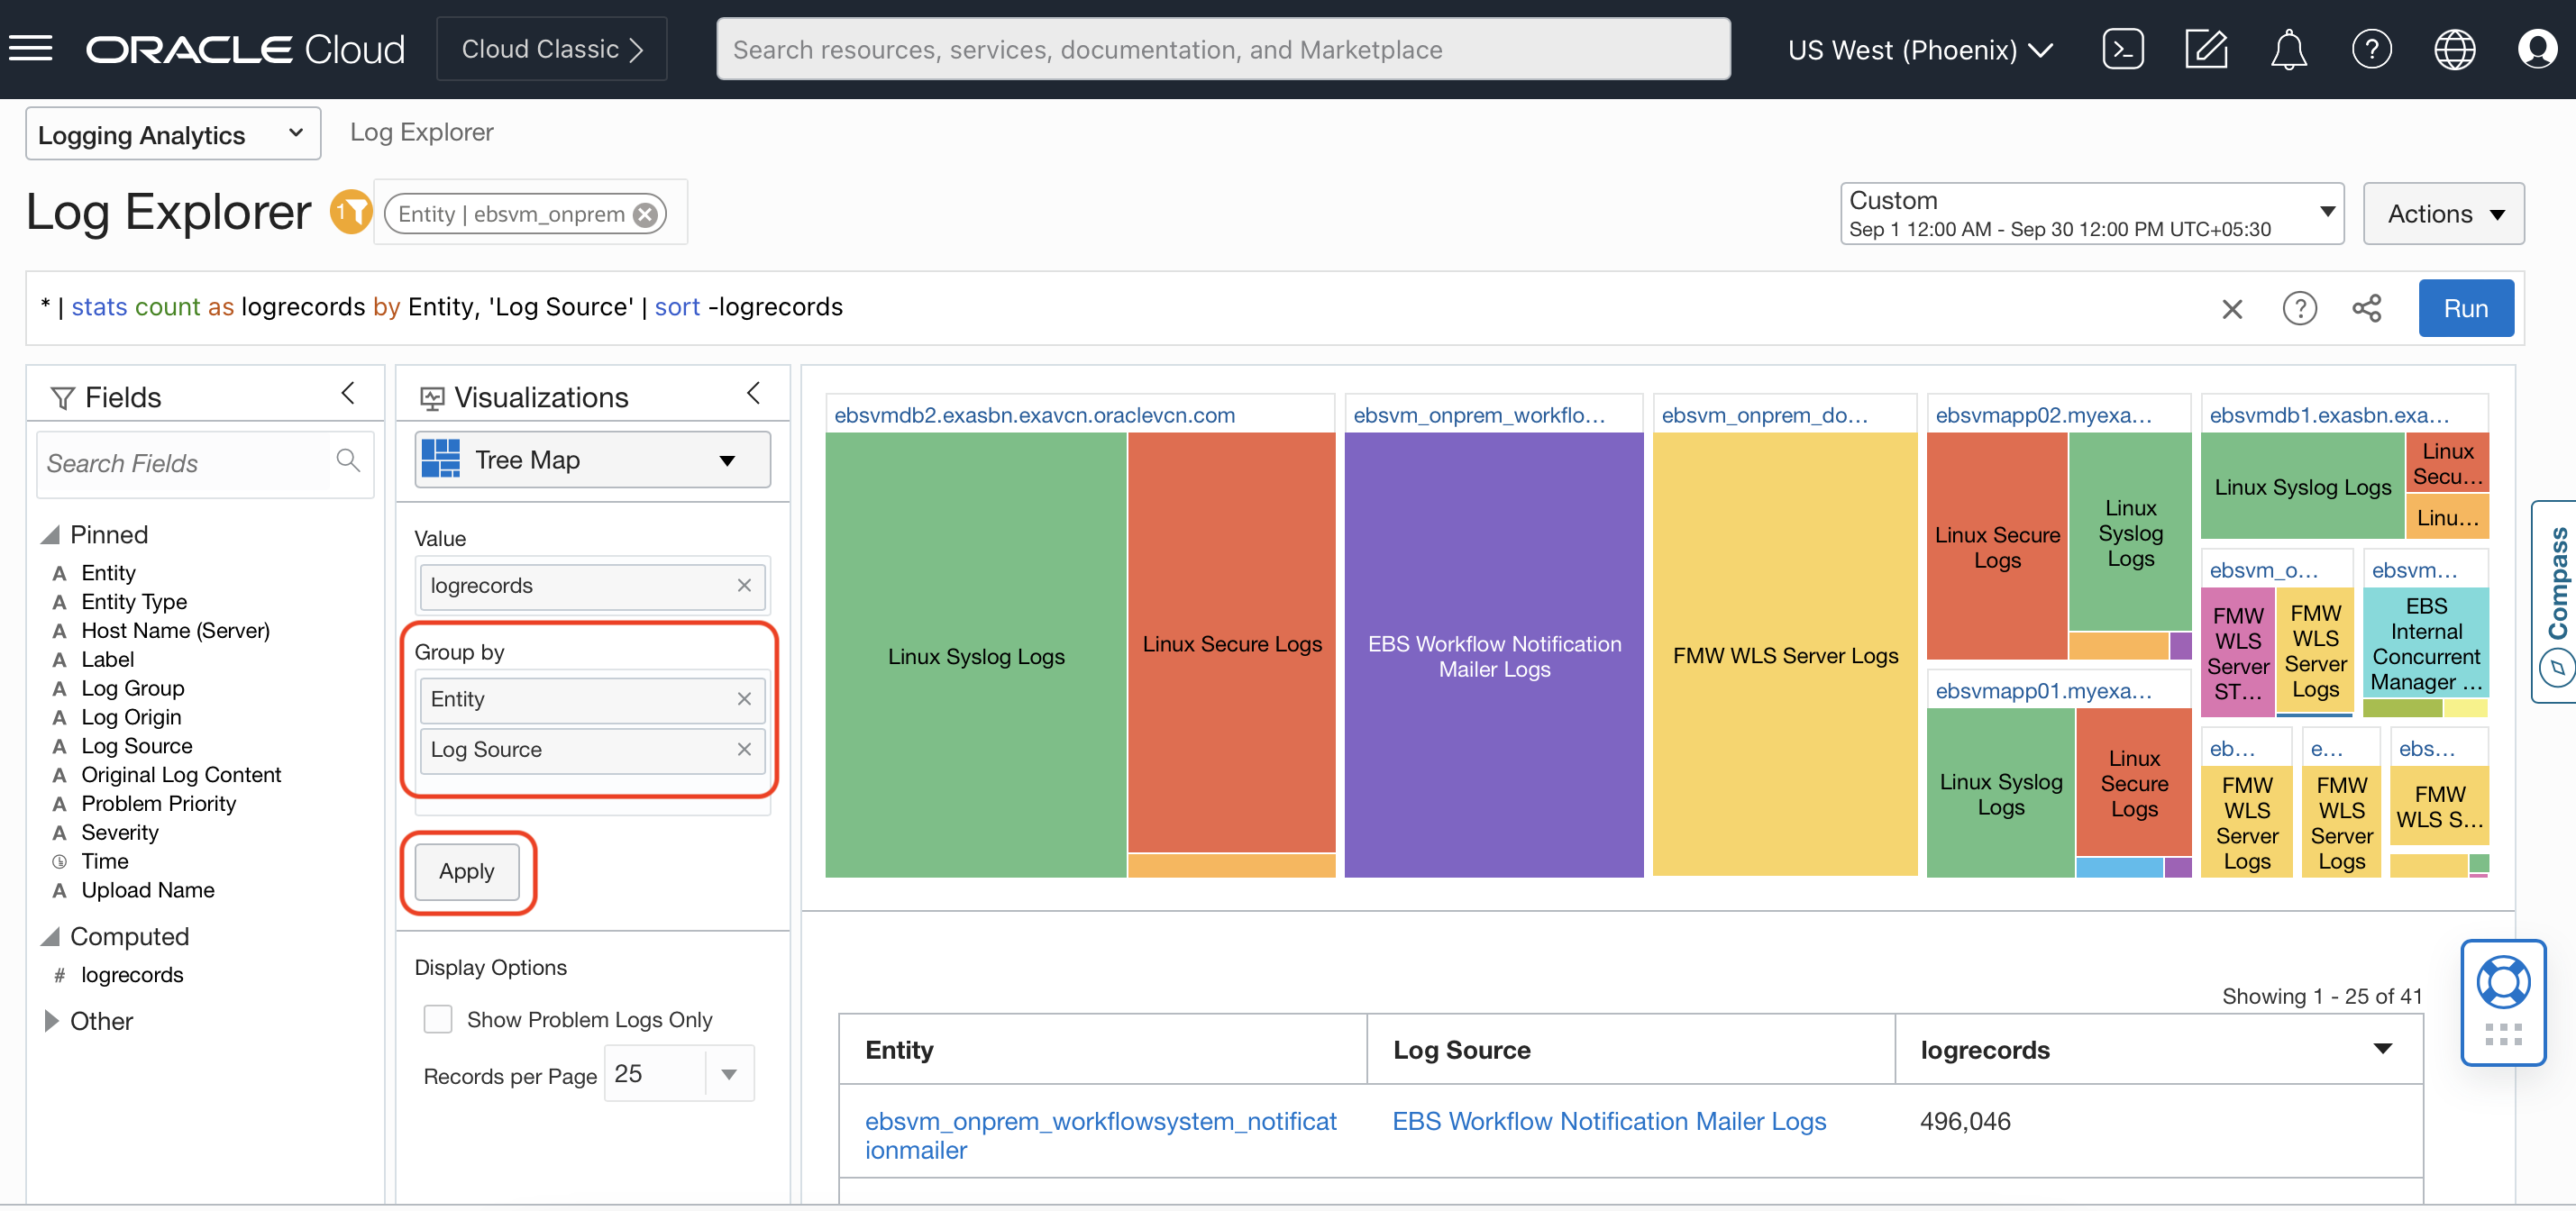 ORACLE Cloud
Cloud Classic
Search resources, services, documentation, and Marketplace
US West (Phoenix)
Logging Analytics
Log Explorer
Log Explorer
1
Entity | ebsvm_onprem
Custom
Sep 1 12:00 AM - Sep 30 12:00 PM UTC+05:30
Actions
* | stats count as logrecords by Entity, 'Log Source' | sort -logrecords
Run
Fields
Search Fields
Pinned
A Entity
A Entity Type
A Host Name (Server)
A Label
A Log Group
A Log Origin
A Log Source
A Original Log Content
A Problem Priority
A Severity
Time
A Upload Name
Computed
# logrecords
Other
Visualizations
Tree Map
Value
logrecords
Group by
Entity
Log Source
Apply
Display Options
Show Problem Logs Only
Records per Page 25
ebsvmdb2.exasbn.exavcn.oraclevcn.com
Linux Syslog Logs
Linux Secure Logs
ebsvm_onprem_workflo...
EBS Workflow Notification
Mailer Logs
ebsvm_onprem_do...
FMW WLS Server Logs
ebsvmapp02.myexa...
Linux Secure
Logs
Linux
Syslog
Logs
ebsvmapp01.myexa...
Linux Syslog
Logs
Linux
Secure
Logs
ebsvmdb1.exasbn.exa...
Linux Syslog Logs
Linux
Secu...
Linu...
ebsvm_o...
FMW
WLS
Server
ST...
FMW
WLS
Server
Logs
ebsvm...
EBS
Internal
Concurrent
Manager ...
eb...
FMW
WLS
Server
Logs
e...
FMW
WLS
Server
Logs
ebs...
FMW
WLS S...
Compass
Showing 1 - 25 of 41
Entity
Log Source
logrecords
ebsvm_onprem_workflowsystem_notificat
ionmailer
EBS Workflow Notification Mailer Logs
496,046